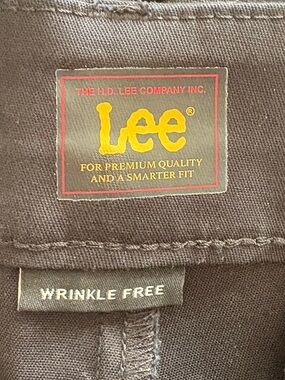 THE H.D. LEE COMPANY INC.
Lee®
FOR PREMIUM QUALITY
AND A SMARTER FIT
WRINKLE FREE